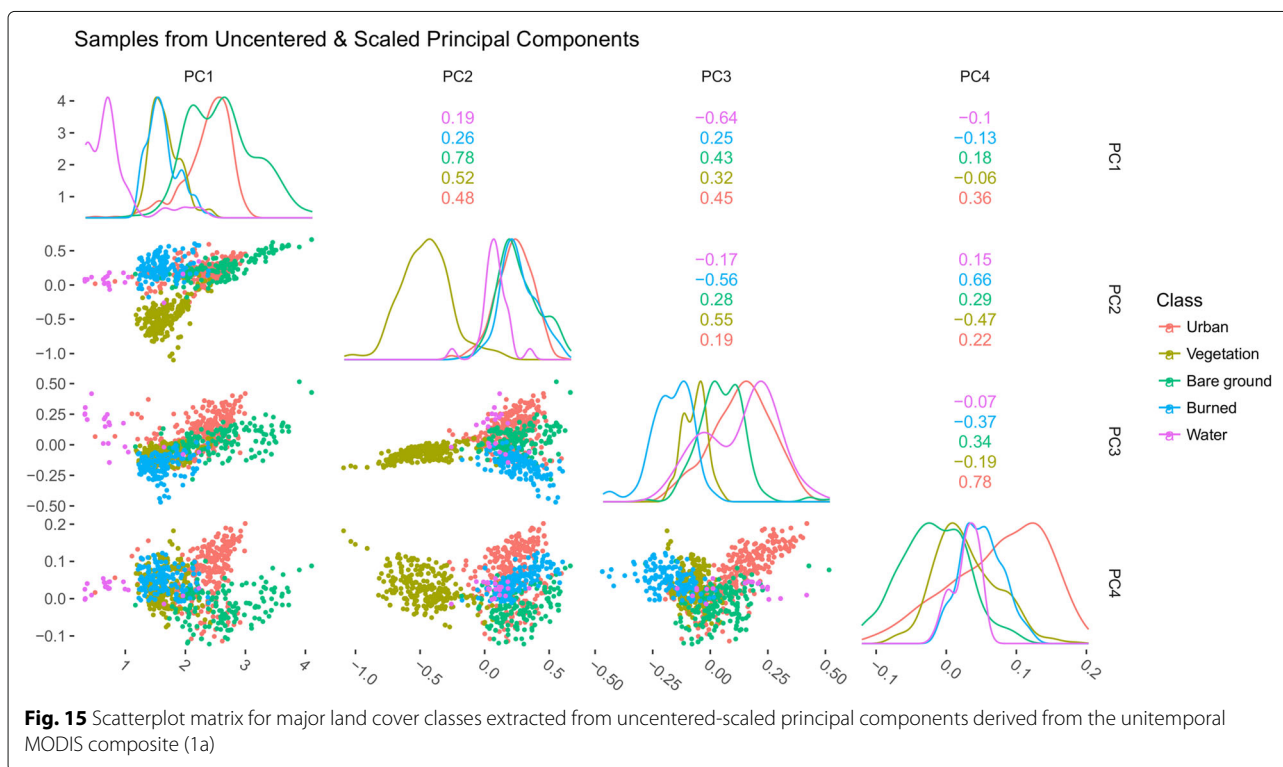 Samples from Uncentered & Scaled Principal Components
PC1 PC2 PC3 PC4
4
3
2
1
0.19
0.26
0.78
0.52
0.48
−0.64
0.25
0.43
0.32
0.45
−0.1
−0.13
0.18
−0.06
0.36
PC1
0.5
0.0
−0.5
−1.0
−0.17
−0.56
0.28
0.55
0.19
0.15
0.66
0.29
−0.47
0.22
PC2
0.50
0.25
0.00
−0.25
−0.50
−0.07
−0.37
0.34
−0.19
0.78
PC3
0.2
0.1
0.0
−0.1
PC4
1 2 3 4
−1.0 −0.5 0.0 0.5
−0.50 −0.25 0.00 0.25 0.50
−0.1 0.0 0.1 0.2
Class
Urban
Vegetation
Bare ground
Burned
Water
Fig. 15 Scatterplot matrix for major land cover classes extracted from uncentered-scaled principal components derived from the unitemporal
MODIS composite (1a)